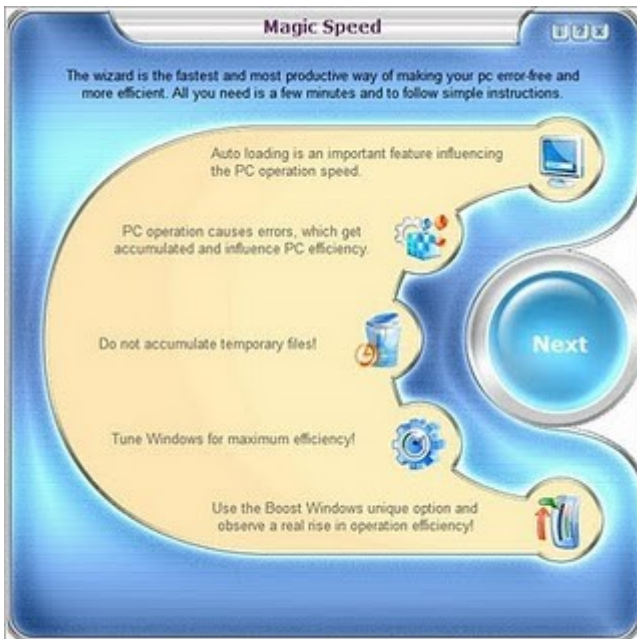 Magic Speed
The wizard is the fastest and most productive way of making your pc error-free and
more efficient. All you need is a few minutes and to follow simple instructions.
Auto loading is an important feature influencing
the PC operation speed.
PC operation causes errors, which get
accumulated and influence PC efficiency.
Do not accumulate temporary files!
Next
Tune Windows for maximum efficiency!
Use the Boost Windows unique option and
observe a real rise in operation efficiency!